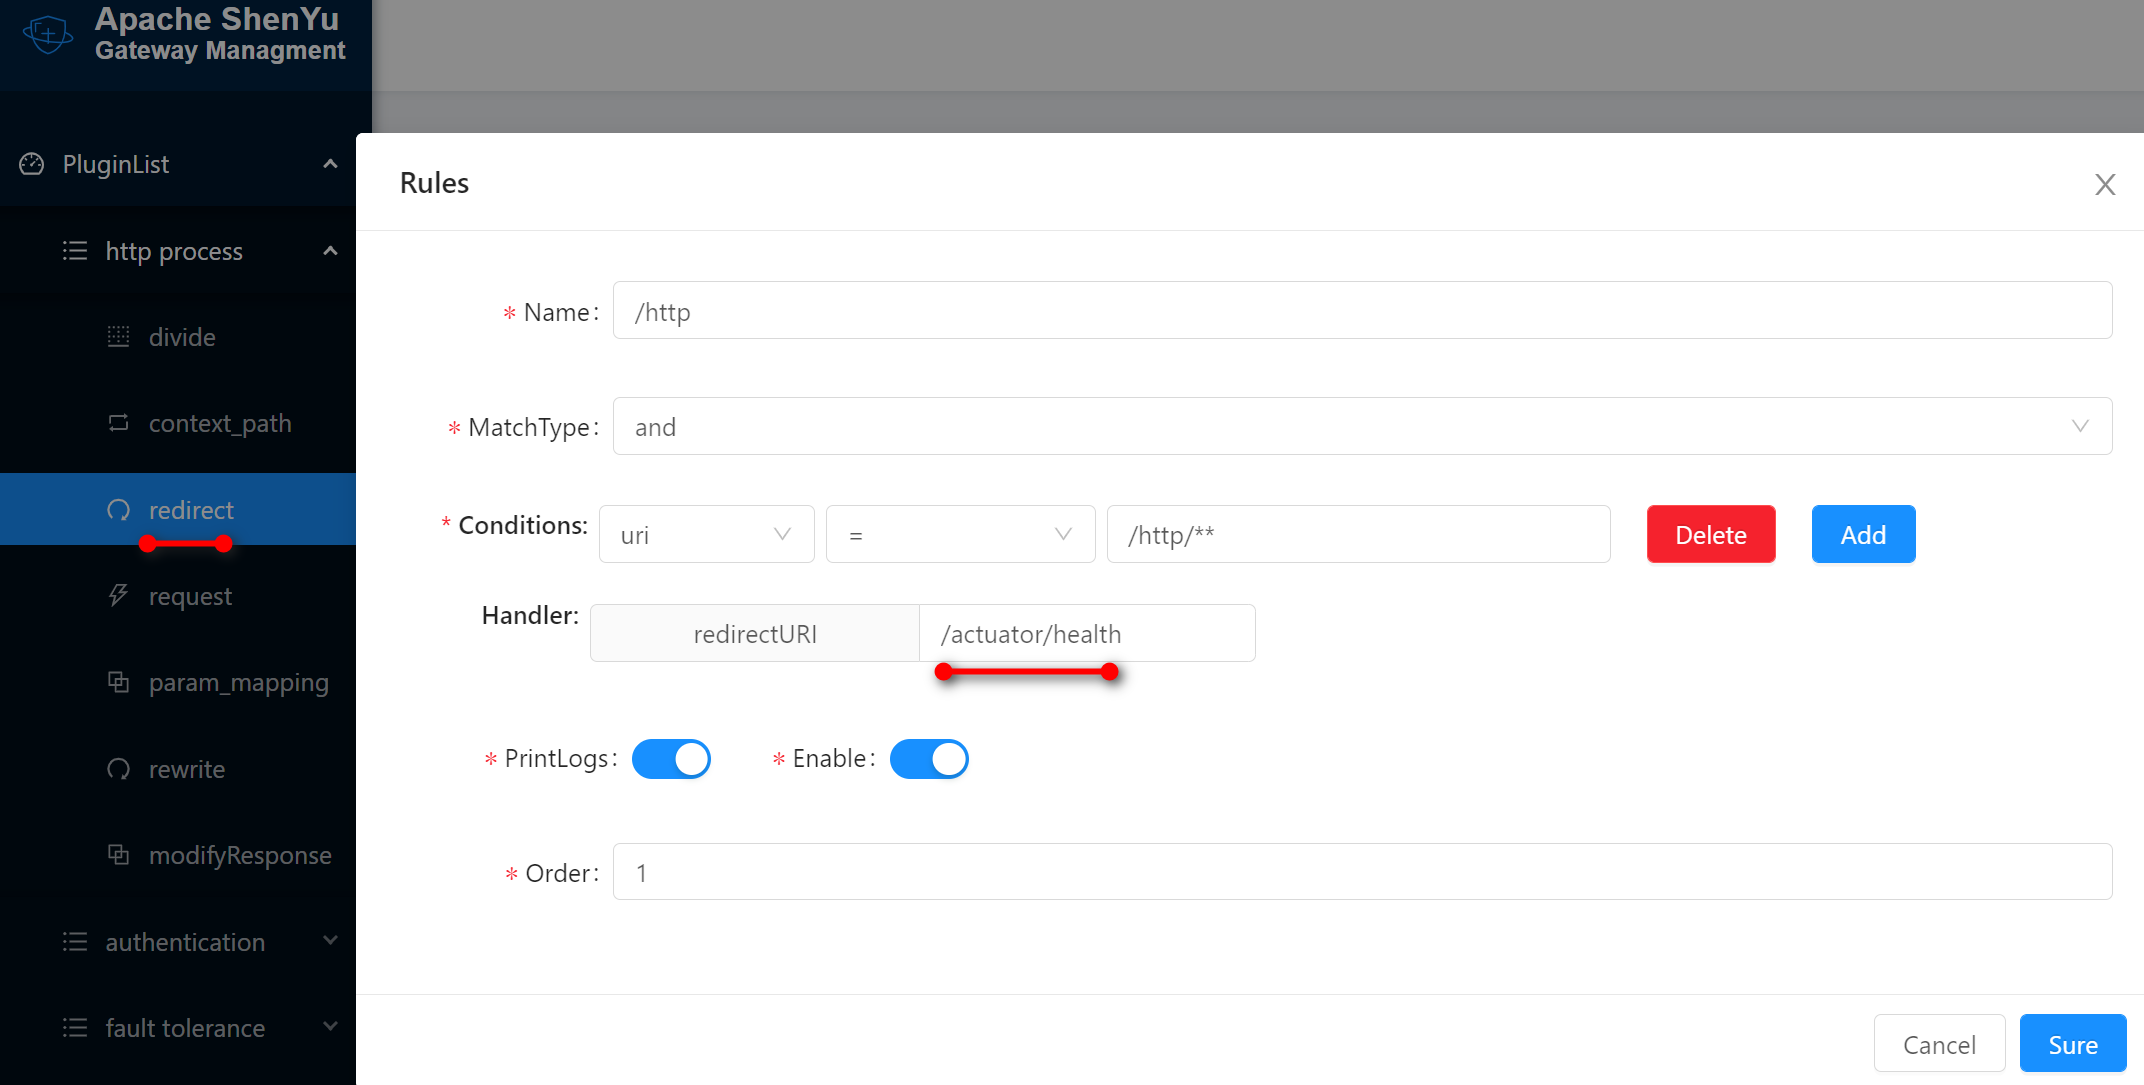 Apache ShenYu
Gateway Managment
PluginList
http process
divide
context_path
redirect
request
param_mapping
rewrite
modifyResponse
authentication
fault tolerance
Rules
* Name: /http
* MatchType: and
* Conditions: uri = /http/** Delete Add
Handler: redirectURI /actuator/health
* PrintLogs: * Enable:
* Order: 1
Cancel Sure